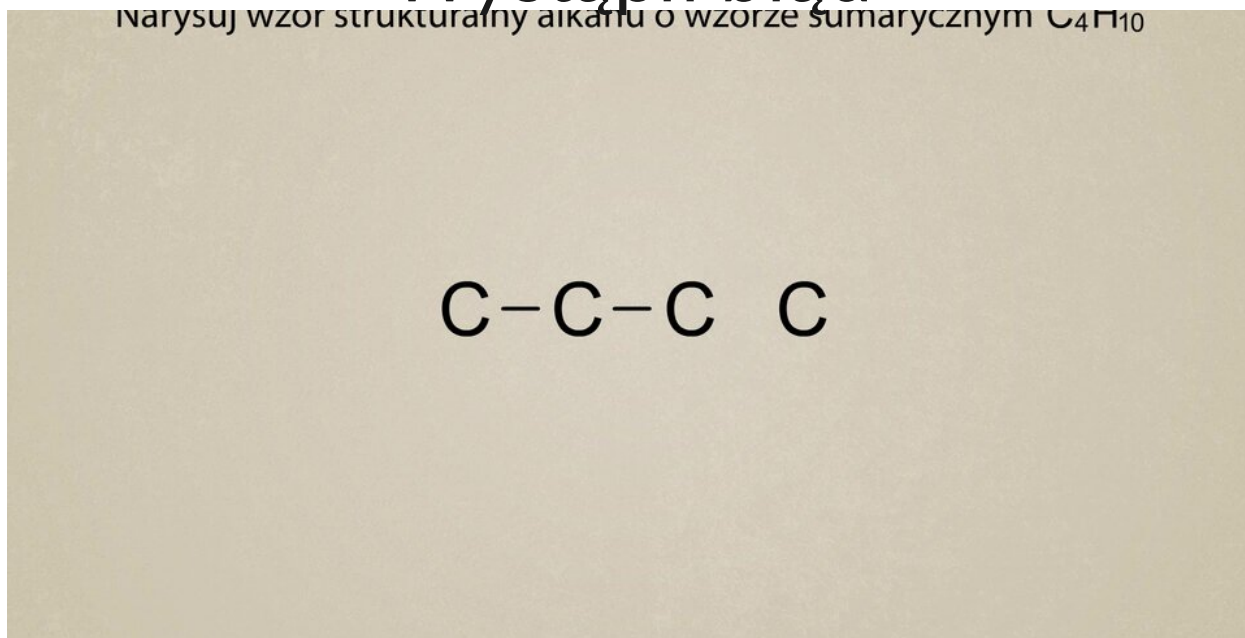 Narysuj wzór strukturalny alkanu o wzorze sumarycznym C₄H₁₀
C–C–C C